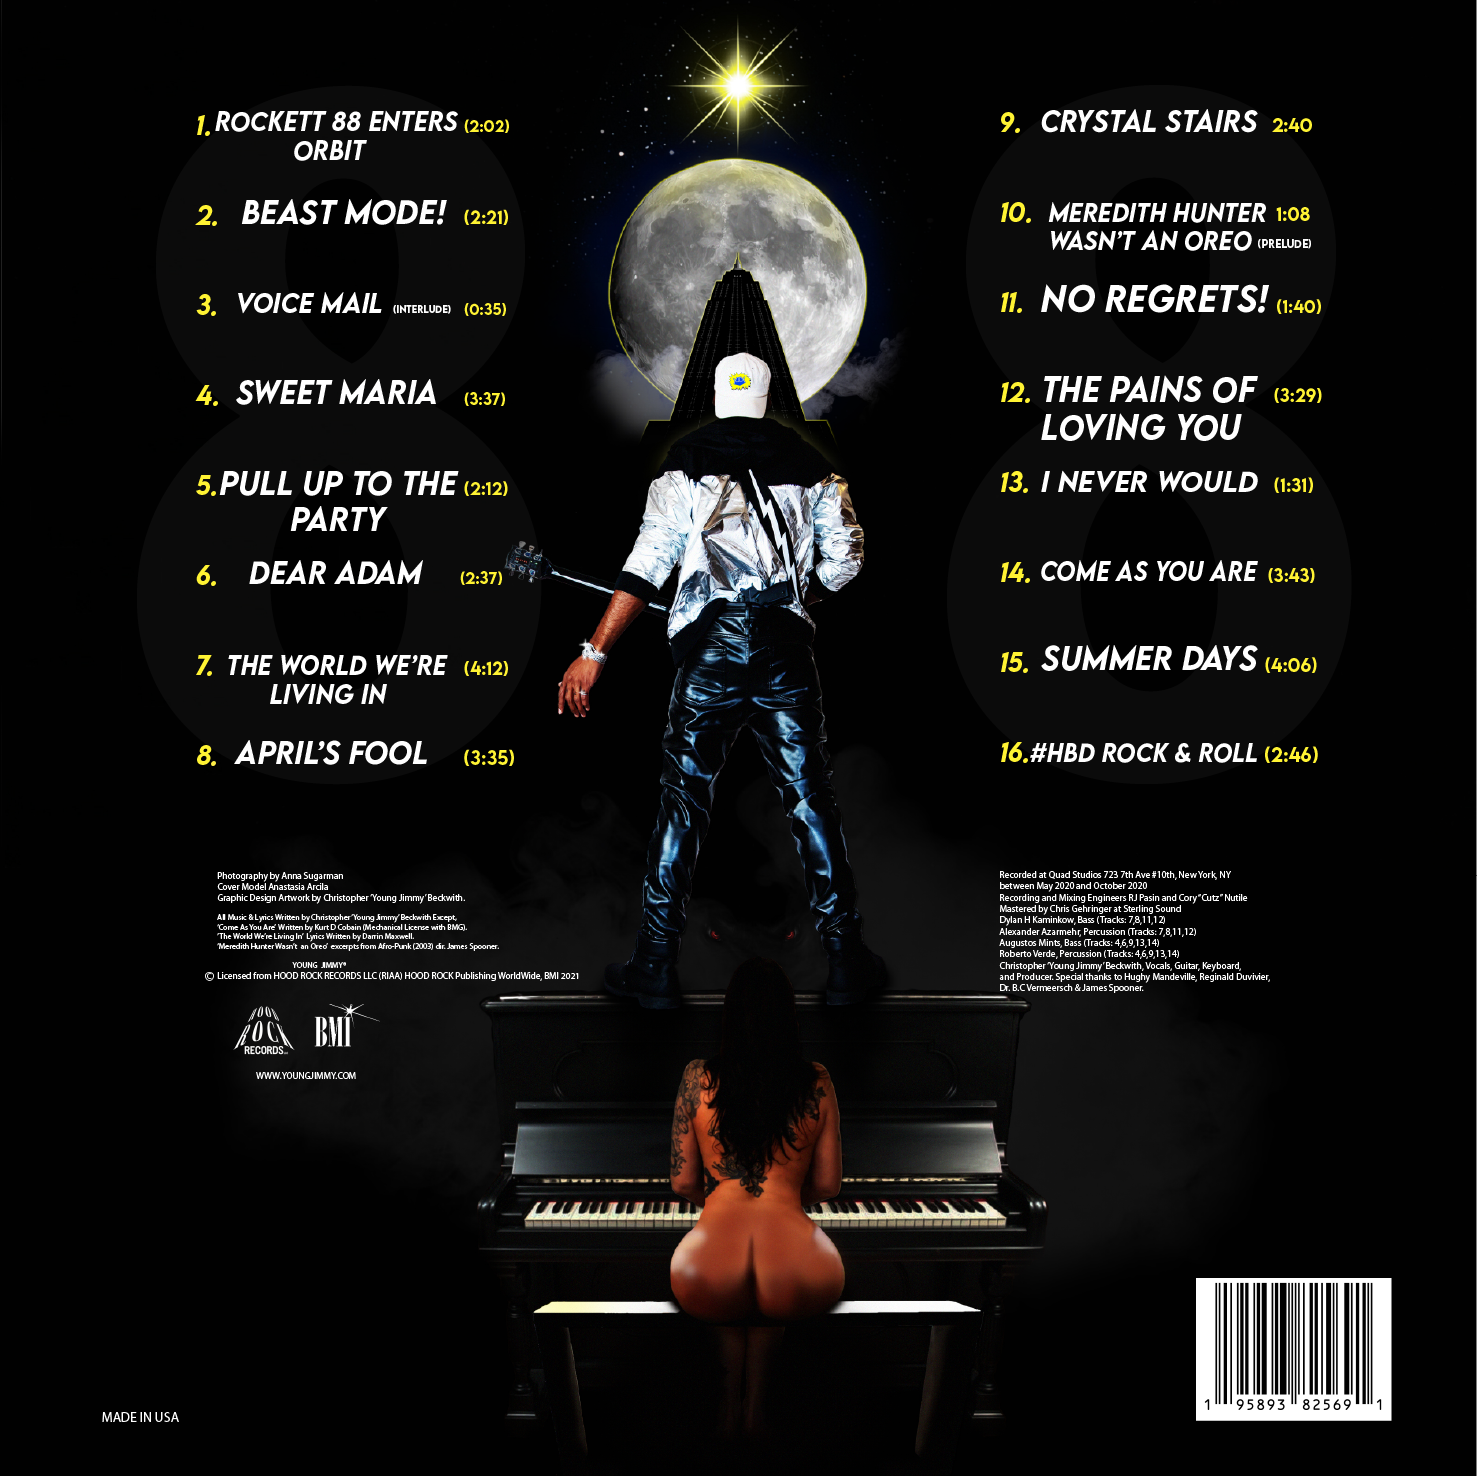 1. ROCKETT 88 ENTERS (2:02)
ORBIT
2. BEAST MODE! (2:21)
3. VOICE MAIL (INTERLUDE) (0:35)
4. SWEET MARIA (3:37)
5. PULL UP TO THE (2:12)
PARTY
6. DEAR ADAM (2:37)
7. THE WORLD WE'RE (4:12)
LIVING IN
8. APRIL'S FOOL (3:35)
9. CRYSTAL STAIRS 2:40
10. MEREDITH HUNTER 1:08
WASN'T AN OREO (PRELUDE)
11. NO REGRETS! (1:40)
12. THE PAINS OF (3:29)
LOVING YOU
13. I NEVER WOULD (1:31)
14. COME AS YOU ARE (3:43)
15. SUMMER DAYS (4:06)
16. #HBD ROCK & ROLL (2:46)
Photography by Anna Sugarman
Cover Model Anastasia Arcila
Graphic Design Artwork by Christopher 'Young Jimmy' Beckwith.
All Music & Lyrics Written by Christopher 'Young Jimmy' Beckwith Except,
'Come As You Are' Written by Kurt D Cobain (Mechanical License with BMG).
'The World We're Living In' Lyrics Written by Darrin Maxwell.
'Meredith Hunter Wasn't an Oreo' excerpts from Afro-Punk (2003) dir. James Spooner.
YOUNG JIMMY®
© Licensed from HOOD ROCK RECORDS LLC (RIAA) HOOD ROCK Publishing WorldWide, BMI 2021
HOOD
ROCK
RECORDS
BMI
WWW.YOUNGJIMMY.COM
Recorded at Quad Studios 723 7th Ave #10th, New York, NY
between May 2020 and October 2020
Recording and Mixing Engineers RJ Pasin and Cory "Cutz" Nutile
Mastered by Chris Gehringer at Sterling Sound
Dylan H Kaminkow, Bass (Tracks: 7,8,11,12)
Alexander Azarmehr, Percussion (Tracks: 7,8,11,12)
Augustos Mints, Bass (Tracks: 4,6,9,13,14)
Roberto Verde, Percussion (Tracks: 4,6,9,13,14)
Christopher 'Young Jimmy' Beckwith, Vocals, Guitar, Keyboard,
and Producer. Special thanks to Hughy Mandeville, Reginald Duvivier,
Dr. B.C Vermeersch & James Spooner.
MADE IN USA
1 95893 82569 1
88
88